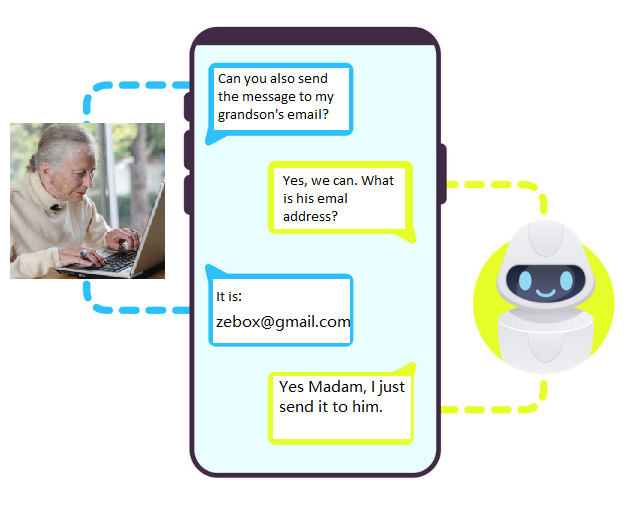 Can you also send
the message to my
grandson's email?
Yes, we can. What
is his emal
address?
It is:
zebox@gmail.com
Yes Madam, I just
send it to him.